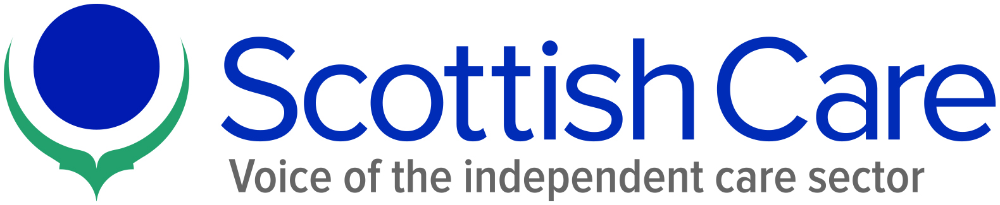 Scottish Care
Voice of the independent care sector